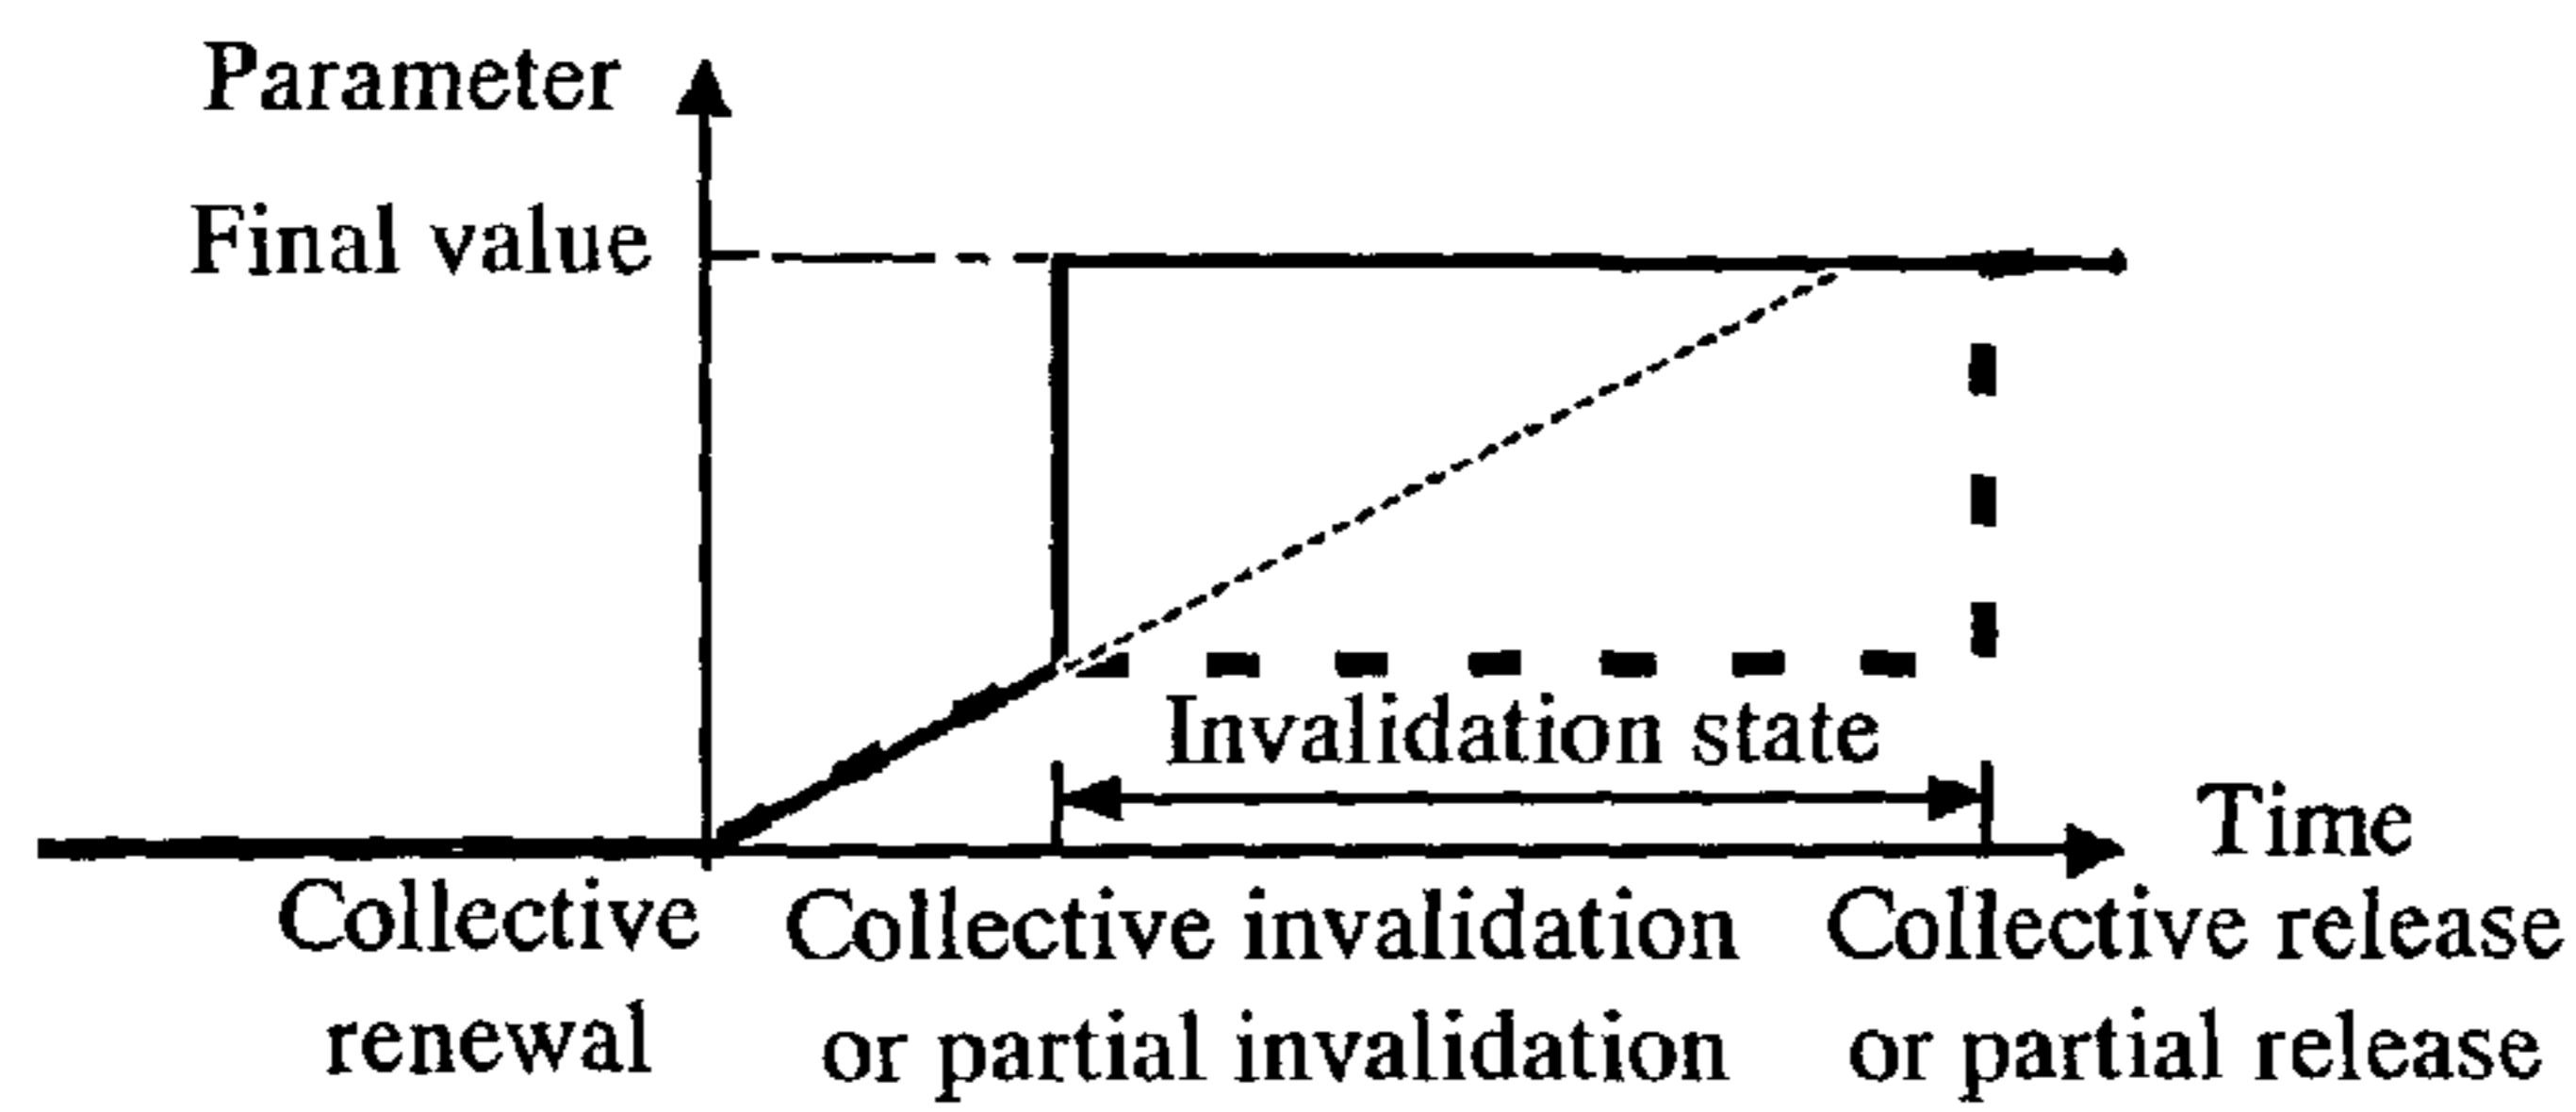 Parameter
Final value
Invalidation state
Time
Collective
renewal
Collective invalidation
or partial invalidation
Collective release
or partial release